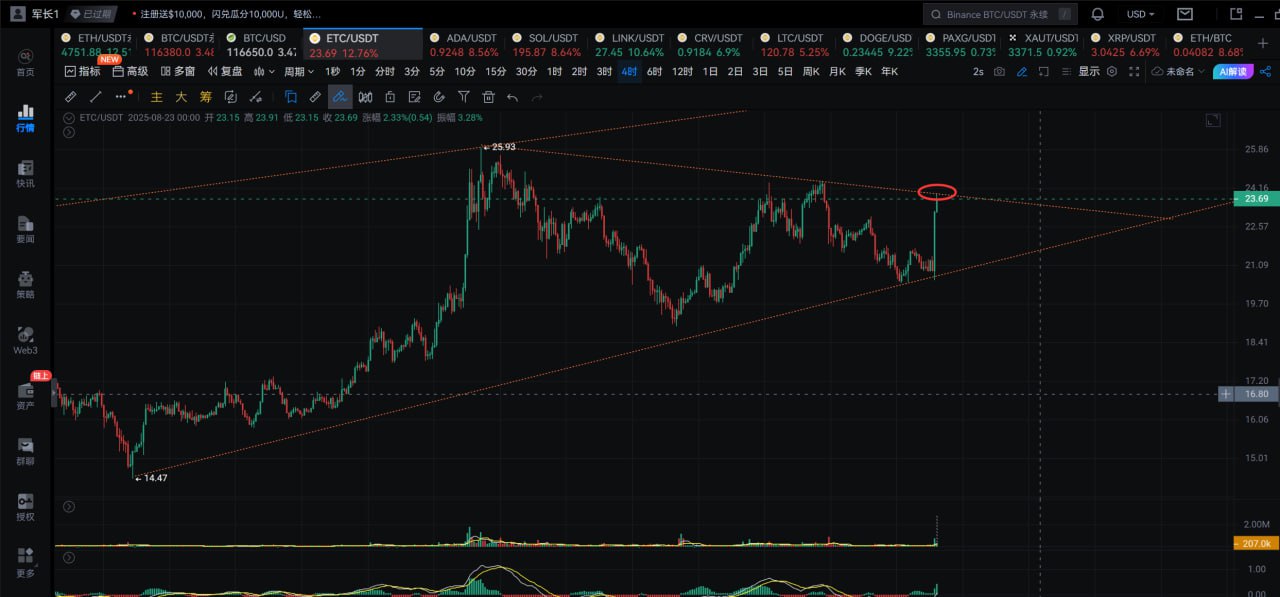 军长1 已过期 • 注册送$10,000，闪兑瓜分10,000U，轻松...
Binance BTC/USDT 永续 /
USD
ETH/USDT BTC/USDT BTC/USD ETC/USDT ADA/USDT SOL/USDT LINK/USDT CRV/USDT LTC/USDT DOGE/USD PAXG/USD XAUT/USD XRP/USDT ETH/BTC
4751.88 116380.0 3.48 116650.0 3.47 23.69 12.76% 0.9248 8.56% 195.87 8.64% 27.45 10.64% 0.9184 6.9% 120.78 5.25% 0.23445 9.22% 3355.95 0.73% 3371.5 0.92% 3.0425 6.69% 0.04082 8.68%
NEW
指标 高级 多窗 复盘 周期 1秒 1分 分时 3分 5分 10分 15分 30分 1时 2时 3时 4时 6时 12时 1日 2日 3日 5日 周K 月K 季K 年K
2s 显示 未命名 AI解读
主 大 筹
ETC/USDT 2025-08-23 00:00 开 23.15 高 23.91 低 23.15 收 23.69 涨幅 2.33%(0.54) 振幅 3.28%
首页
行情
快讯
要闻
策略
Web3
链上
资产
群聊
授权
更多
25.93
14.47
25.86
24.16
23.69
22.57
21.09
19.70
18.41
17.20
16.80
16.06
15.01
2.00M
207.0k
1.00
0.00